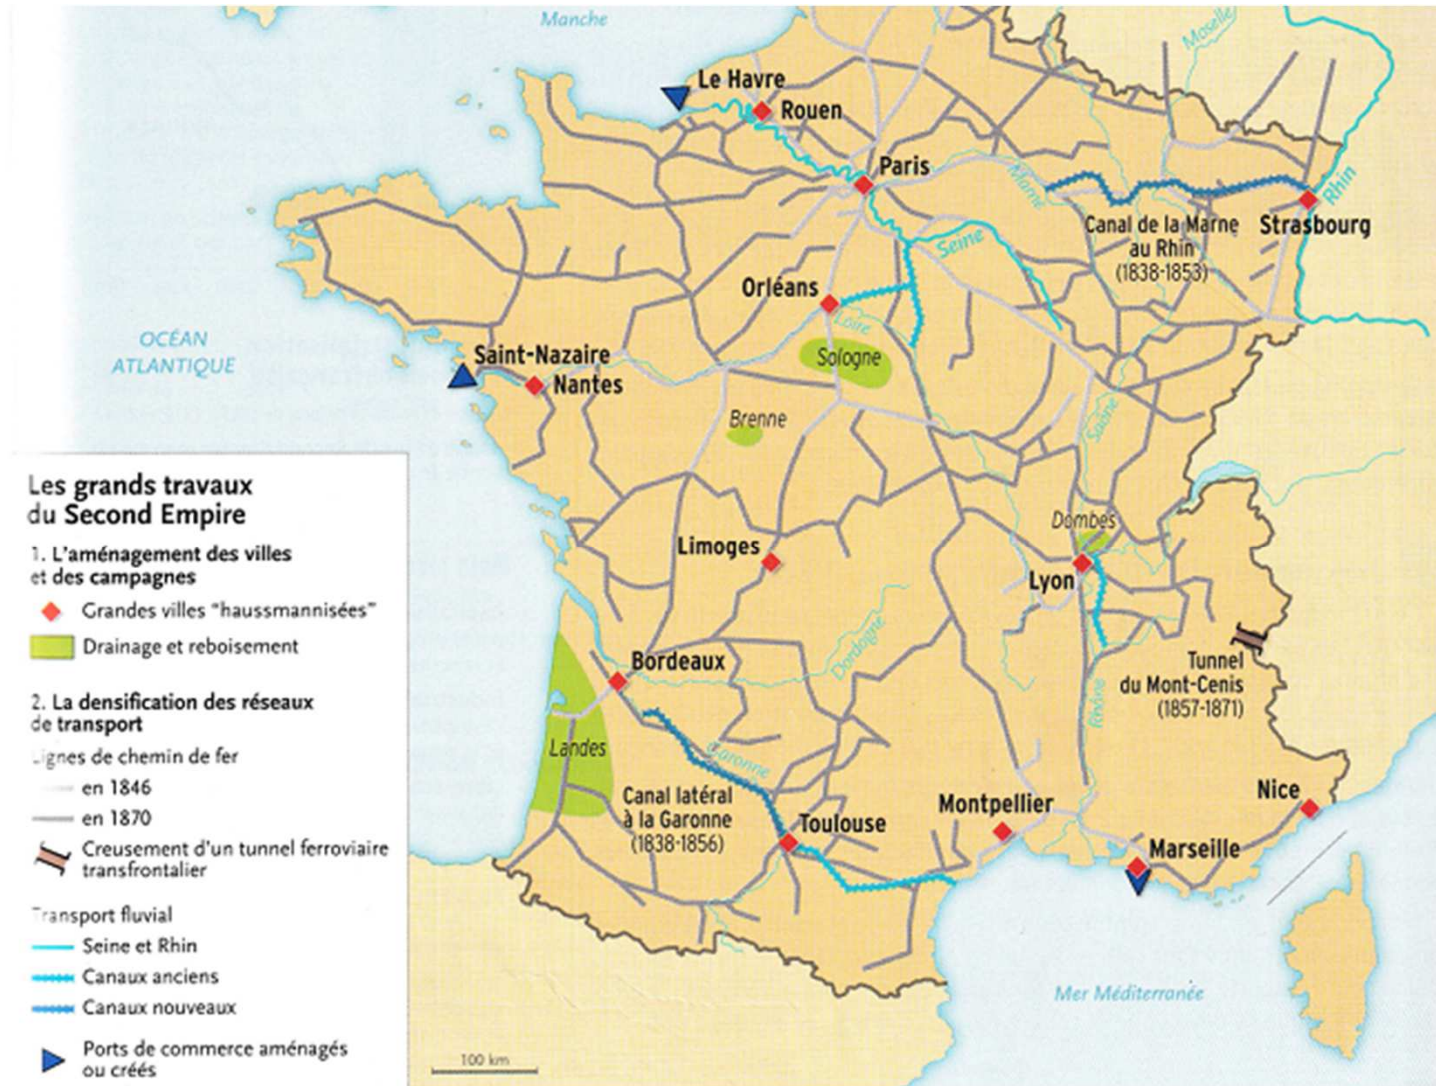 Manche
Moselle
Le Havre
Rouen
Paris
Marne
Rhin
Canal de la Marne
au Rhin
(1838-1853)
Strasbourg
Seine
Orléans
Loire
OCÉAN
ATLANTIQUE
Saint-Nazaire
Nantes
Sologne
Brenne
Saône
Dombes
Limoges
Lyon
Dordogne
Bordeaux
Tunnel
du Mont-Cenis
(1857-1871)
Rhône
Landes
Garonne
Canal latéral
à la Garonne
(1838-1856)
Toulouse
Montpellier
Nice
Marseille
Mer Méditerranée
100 km
Les grands travaux
du Second Empire
1. L'aménagement des villes
et des campagnes
Grandes villes "haussmannisées"
Drainage et reboisement
2. La densification des réseaux
de transport
Lignes de chemin de fer
en 1846
en 1870
Creusement d'un tunnel ferroviaire
transfrontalier
Transport fluvial
Seine et Rhin
Canaux anciens
Canaux nouveaux
Ports de commerce aménagés
ou créés